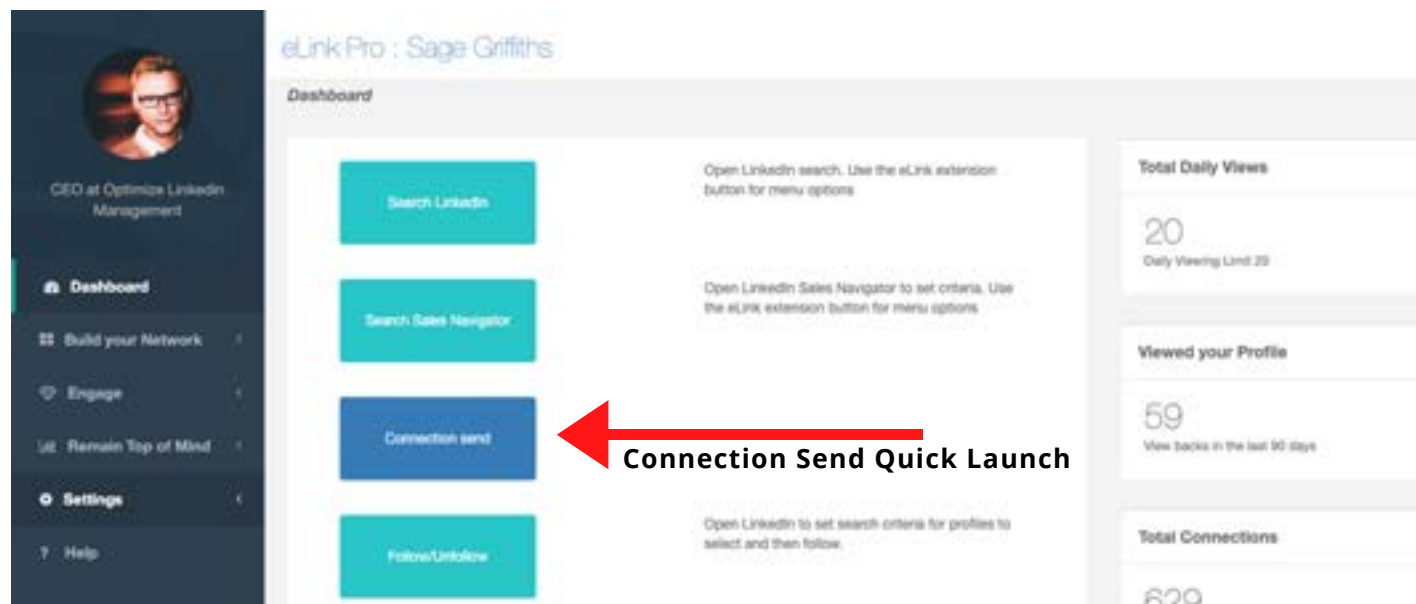 eLink Pro : Sage Griffiths
Dashboard
CEO at Optimize Linkedin
Management
Dashboard
Build your Network
Engage
Remain Top of Mind
Settings
? Help
Search LinkedIn
Open LinkedIn search. Use the eLink extension
button for menu options
Search Sales Navigator
Open LinkedIn Sales Navigator to set criteria. Use
the eLink extension button for menu options
Connection send
Connection Send Quick Launch
Follow/Unfollow
Open LinkedIn to set search criteria for profiles to
select and then follow.
Total Daily Views
20
Daily Viewing Limit 20
Viewed your Profile
59
View backs in the last 90 days
Total Connections
629